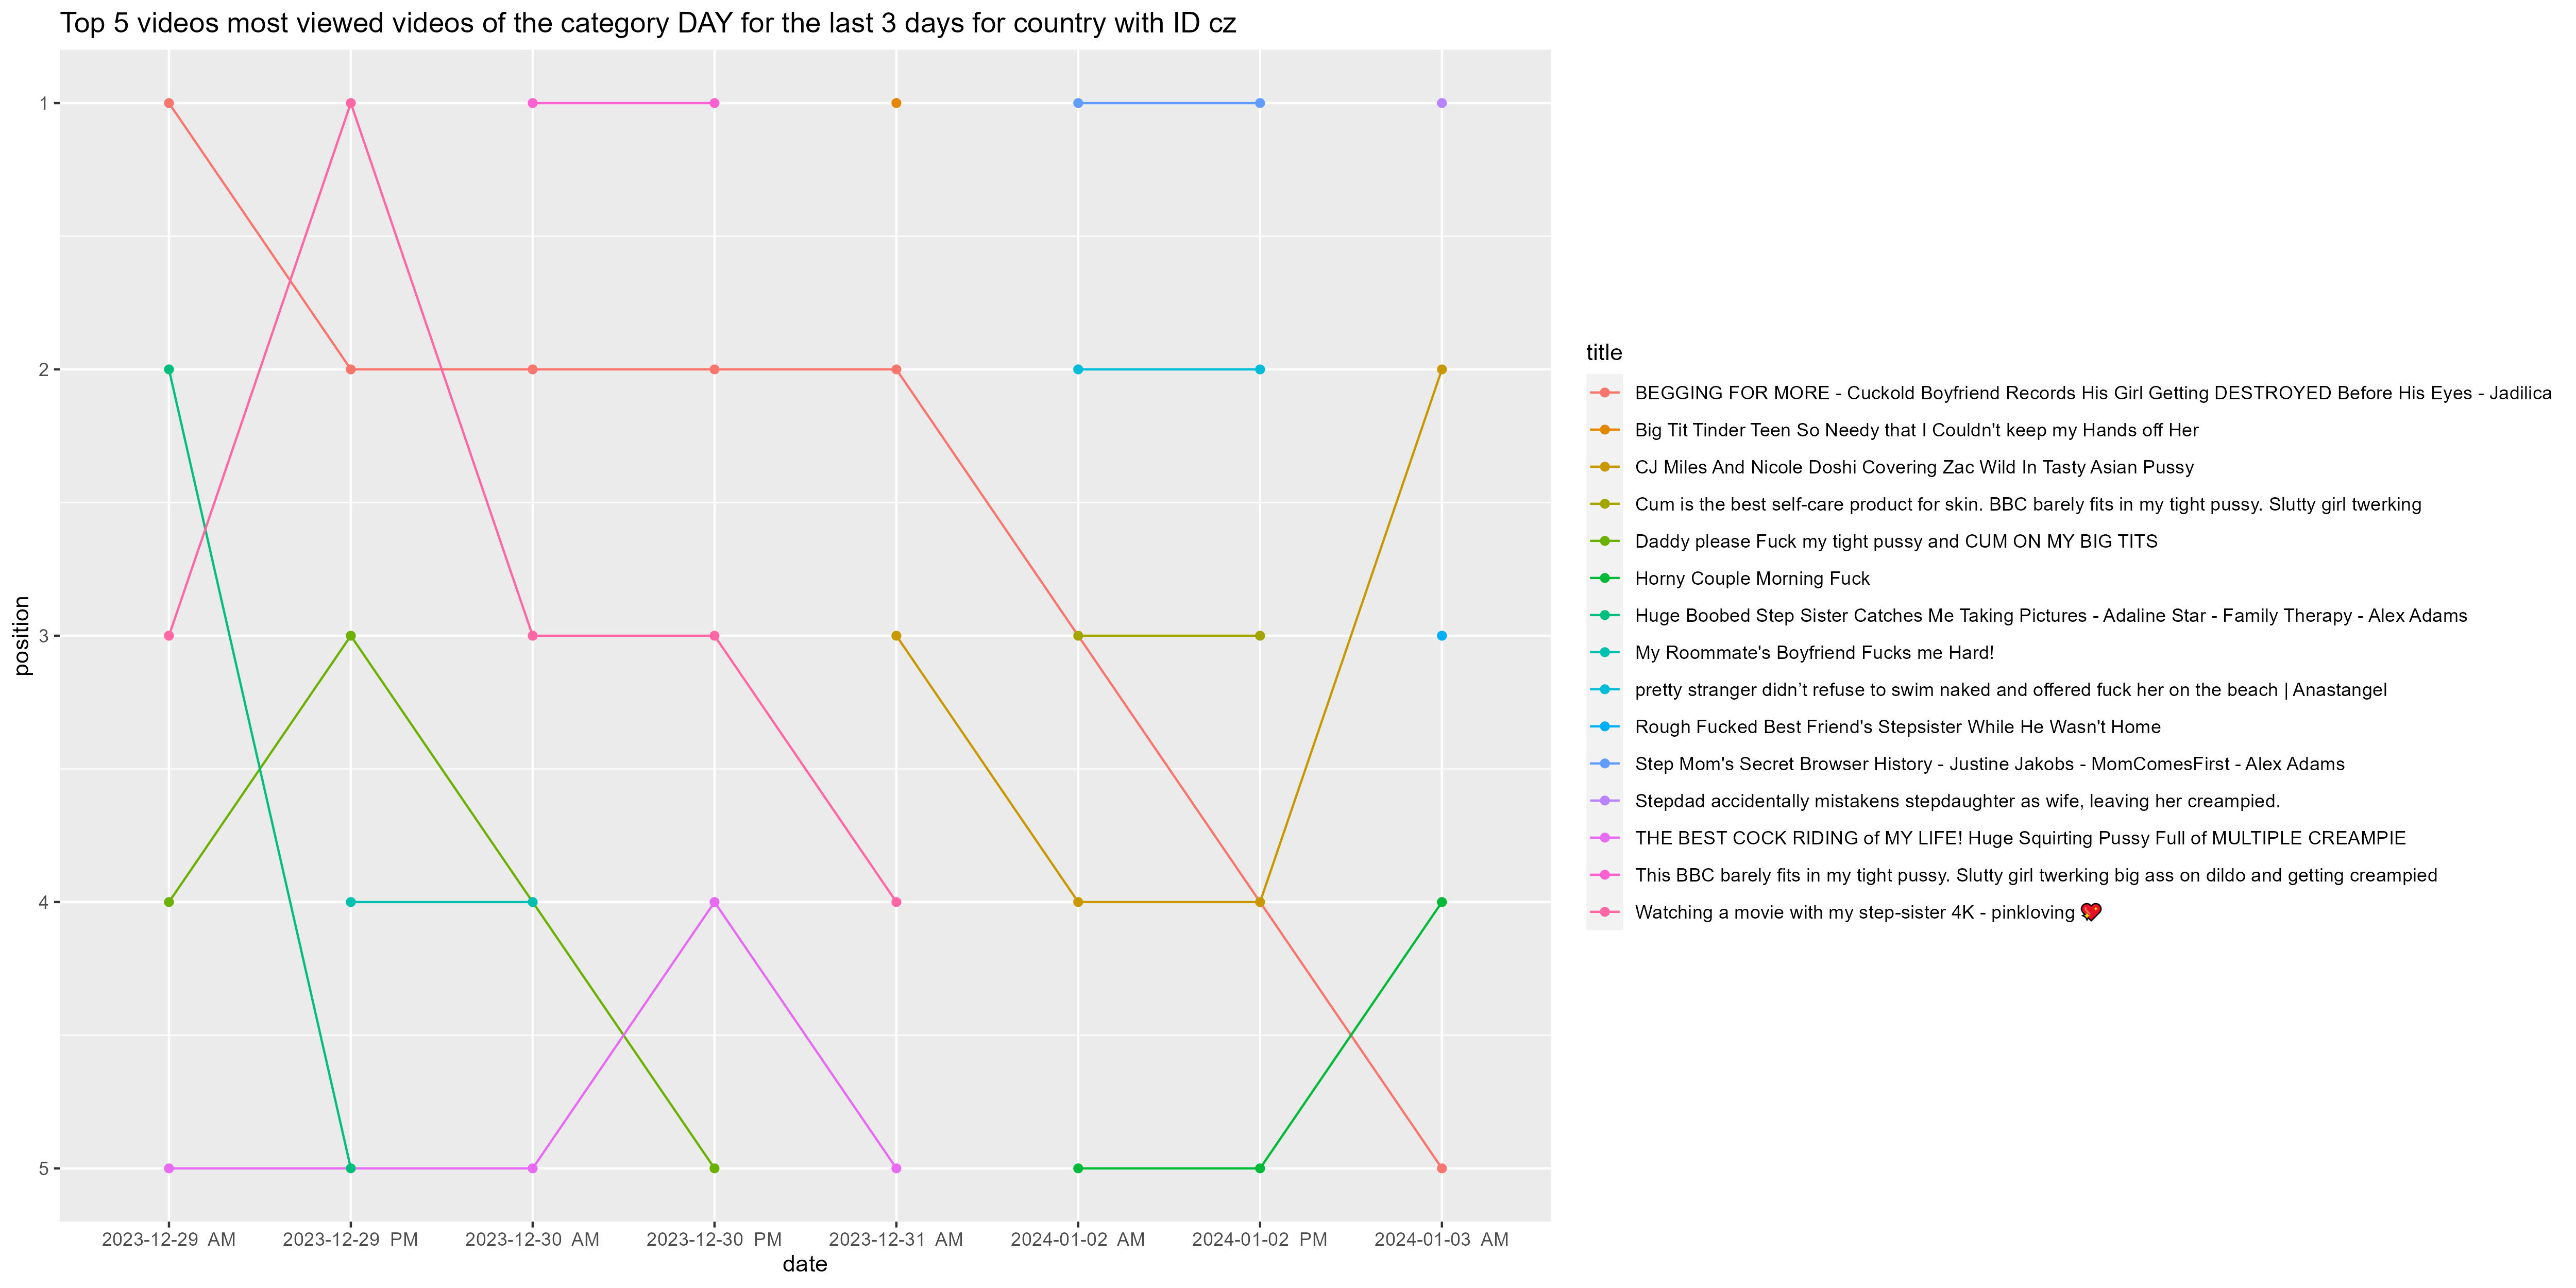 Top 5 videos most viewed videos of the category DAY for the last 3 days for country with ID cz
position
1
2
3
4
5
2023-12-29 AM
2023-12-29 PM
2023-12-30 AM
2023-12-30 PM
2023-12-31 AM
2024-01-02 AM
2024-01-02 PM
2024-01-03 AM
date
title
BEGGING FOR MORE - Cuckold Boyfriend Records His Girl Getting DESTROYED Before His Eyes - Jadilica
Big Tit Tinder Teen So Needy that I Couldn't keep my Hands off Her
CJ Miles And Nicole Doshi Covering Zac Wild In Tasty Asian Pussy
Cum is the best self-care product for skin. BBC barely fits in my tight pussy. Slutty girl twerking
Daddy please Fuck my tight pussy and CUM ON MY BIG TITS
Horny Couple Morning Fuck
Huge Boobed Step Sister Catches Me Taking Pictures - Adaline Star - Family Therapy - Alex Adams
My Roommate's Boyfriend Fucks me Hard!
pretty stranger didn’t refuse to swim naked and offered fuck her on the beach | Anastangel
Rough Fucked Best Friend's Stepsister While He Wasn't Home
Step Mom's Secret Browser History - Justine Jakobs - MomComesFirst - Alex Adams
Stepdad accidentally mistakens stepdaughter as wife, leaving her creampied.
THE BEST COCK RIDING of MY LIFE! Huge Squirting Pussy Full of MULTIPLE CREAMPIE
This BBC barely fits in my tight pussy. Slutty girl twerking big ass on dildo and getting creampied
Watching a movie with my step-sister 4K - pinkloving 💖